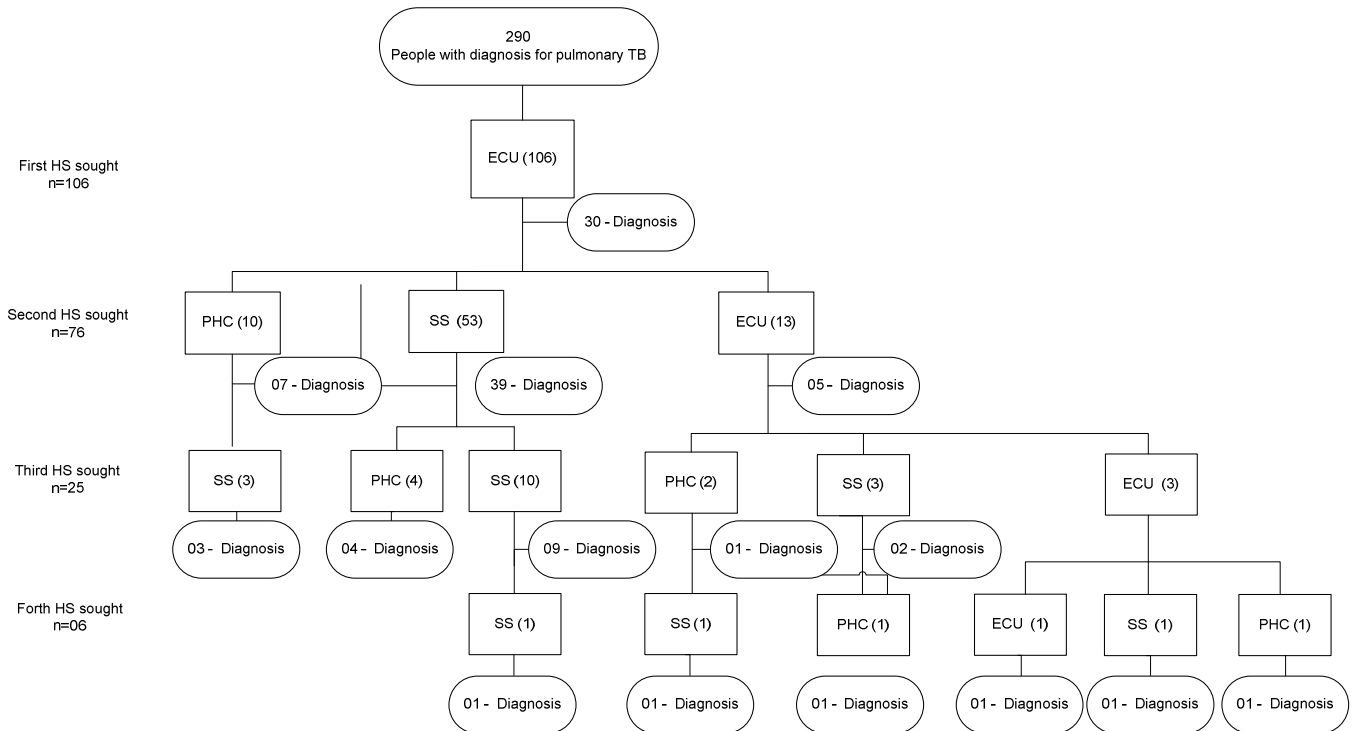 290
People with diagnosis for pulmonary TB
First HS sought
n=106
ECU (106)
30 - Diagnosis
Second HS sought
n=76
PHC (10)
SS (53)
ECU (13)
07 - Diagnosis
39 - Diagnosis
05 - Diagnosis
Third HS sought
n=25
SS (3)
PHC (4)
SS (10)
PHC (2)
SS (3)
ECU (3)
03 - Diagnosis
04 - Diagnosis
09 - Diagnosis
01 - Diagnosis
02 - Diagnosis
Forth HS sought
n=06
SS (1)
SS (1)
PHC (1)
ECU (1)
SS (1)
PHC (1)
01 - Diagnosis
01 - Diagnosis
01 - Diagnosis
01 - Diagnosis
01 - Diagnosis
01 - Diagnosis